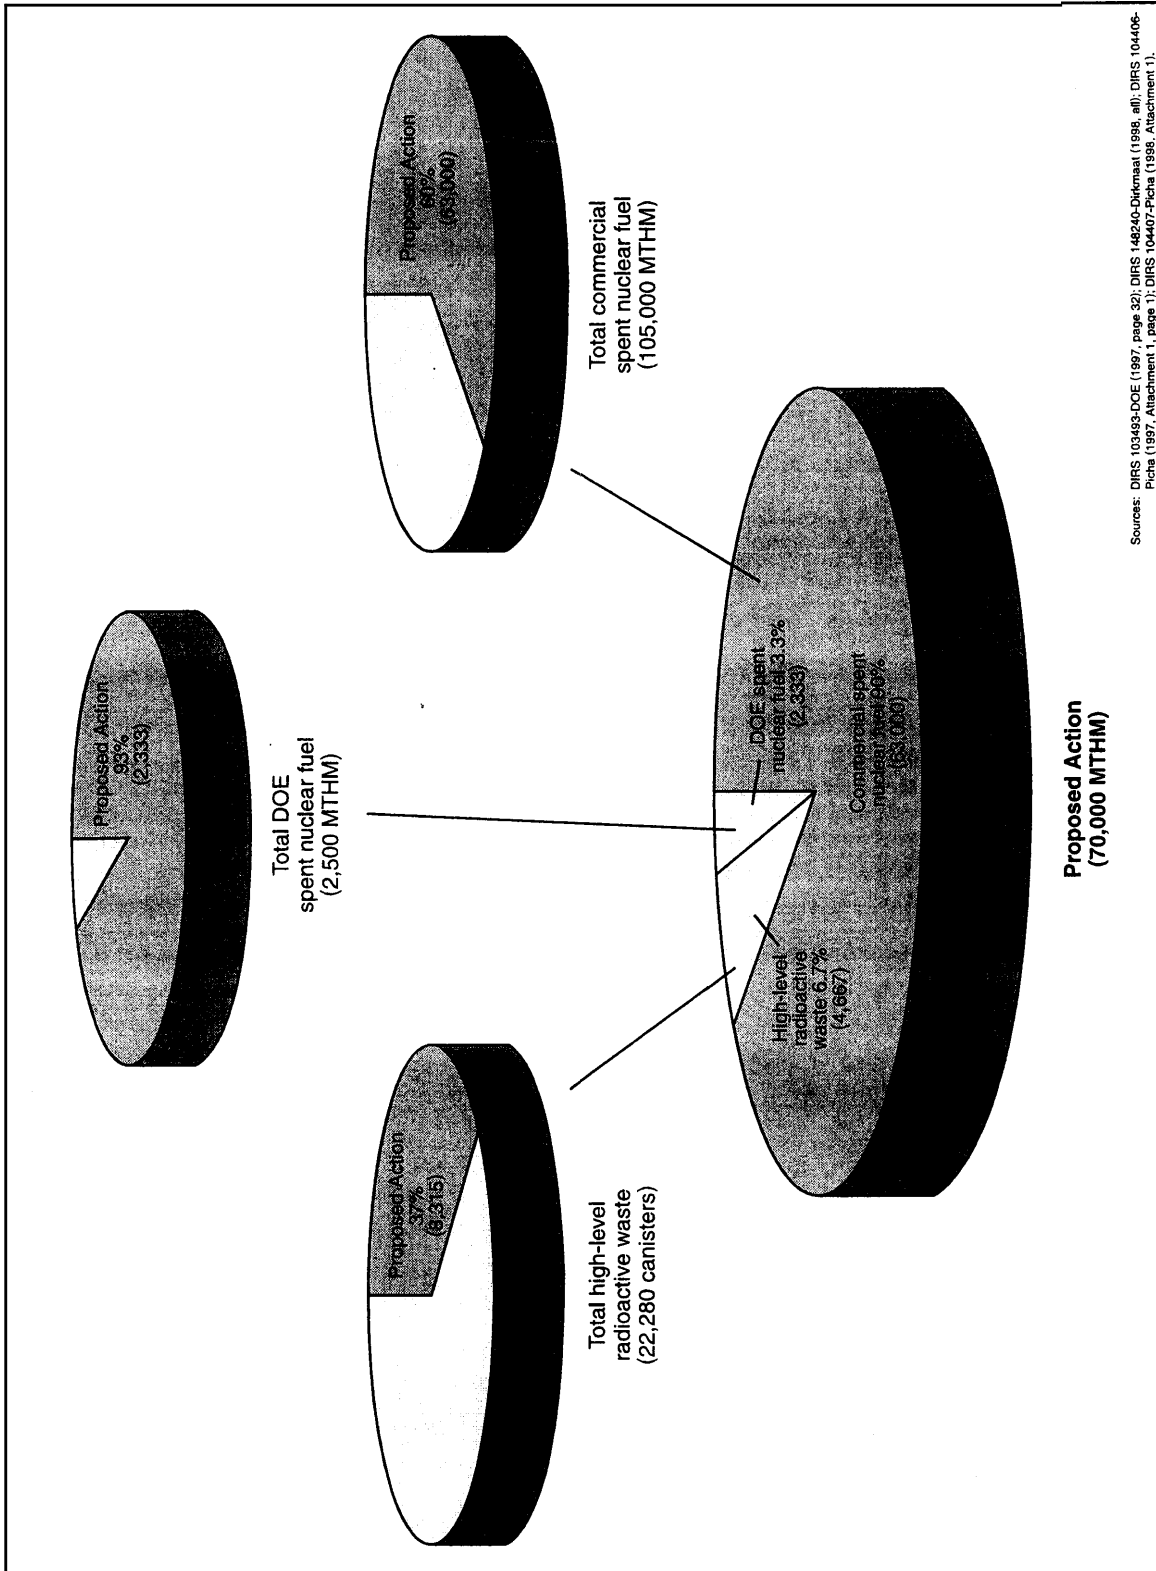 Proposed Action
37%
(8,315)
Total high-level
radioactive waste
(22,280 canisters)
Proposed Action
93%
(2,333)
Total DOE
spent nuclear fuel
(2,500 MTHM)
Proposed Action
60%
(63,000)
Total commercial
spent nuclear fuel
(105,000 MTHM)
High-level
radioactive
waste 6.7%
(4,667)
DOE spent
nuclear fuel 3.3%
(2,333)
Commercial spent
nuclear fuel 90%
(63,000)
Proposed Action
(70,000 MTHM)
Sources: DIRS 103493-DOE (1997, page 32); DIRS 148240-Dirkmaat (1998, all); DIRS 104406-
Picha (1997, Attachment 1, page 1); DIRS 104407-Picha (1998, Attachment 1).